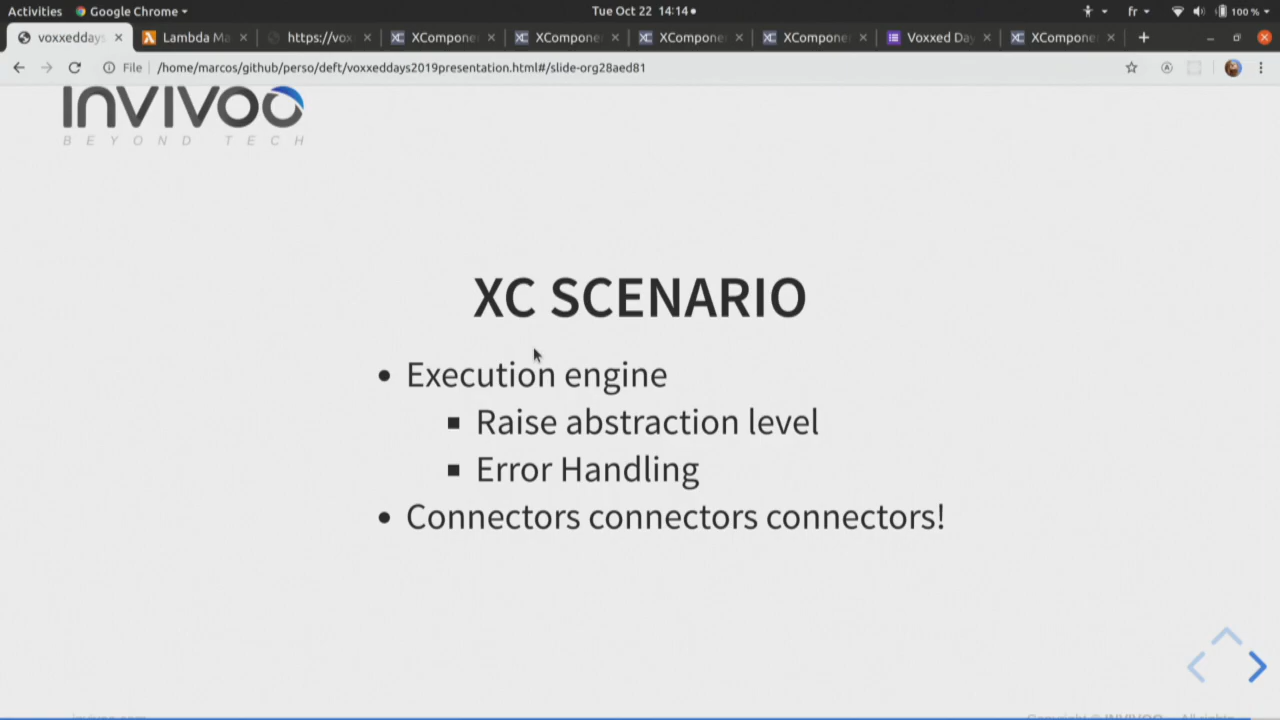 Activities Google Chrome Tue Oct 22 14:14 fr 100 %
voxxeddays Lambda Ma https://vox XCompone XCompone XCompone XCompone Voxxed Day XCompone
File /home/marcos/github/perso/deft/voxxeddays2019presentation.html#/slide-org28aed81
INVIVOO
BEYOND TECH
XC SCENARIO
Execution engine
Raise abstraction level
Error Handling
Connectors connectors connectors!